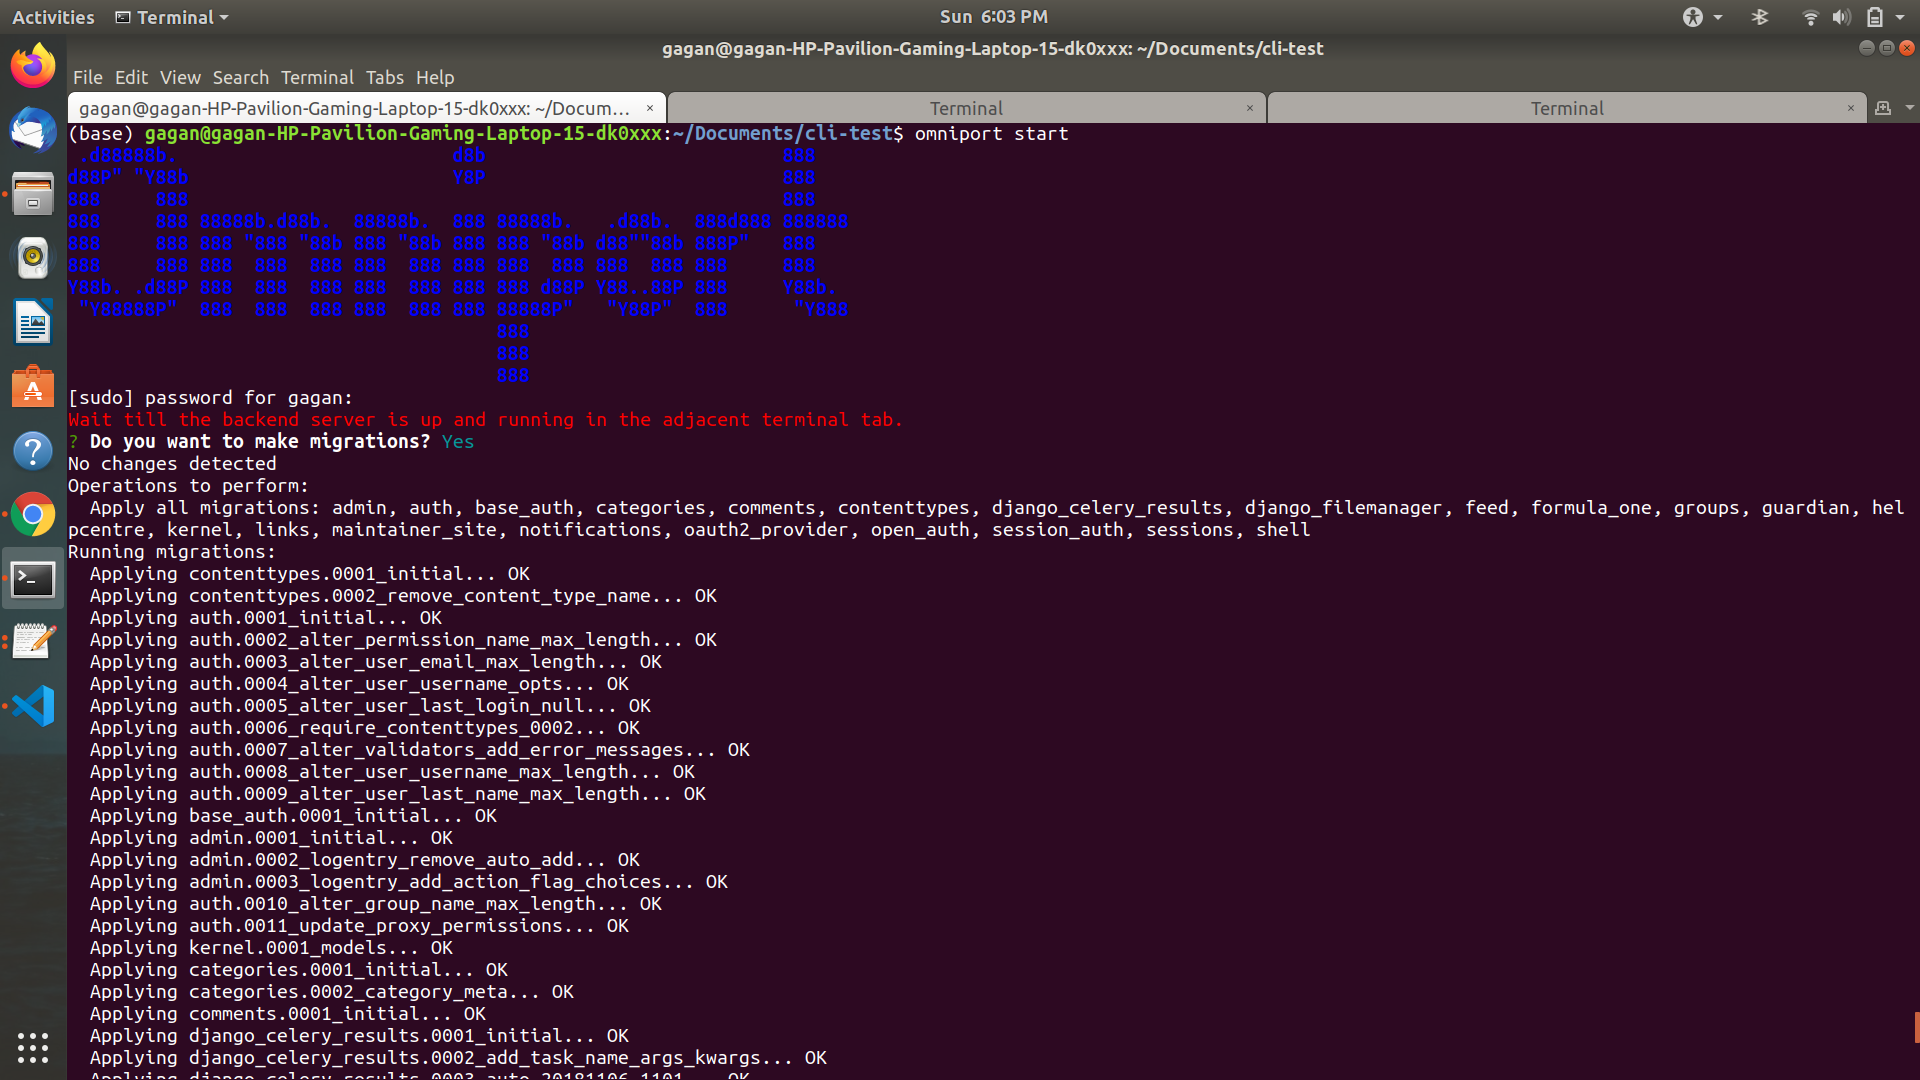 Activities Terminal Sun 6:03 PM
gagan@gagan-HP-Pavilion-Gaming-Laptop-15-dk0xxx: ~/Documents/cli-test
File Edit View Search Terminal Tabs Help
gagan@gagan-HP-Pavilion-Gaming-Laptop-15-dk0xxx: ~/Docum... × Terminal × Terminal ×
(base) gagan@gagan-HP-Pavilion-Gaming-Laptop-15-dk0xxx:~/Documents/cli-test$ omniport start
 .d88888b.                         d8b                           888
d88P" "Y88b                        Y8P                           888
888     888                                                      888
888     888 88888b.d88b.  88888b.  888 88888b.   .d88b.  888d888 888888
888     888 888 "888 "88b 888 "88b 888 888 "88b d88""88b 888P"   888
888     888 888  888  888 888  888 888 888  888 888  888 888     888
Y88b. .d88P 888  888  888 888  888 888 888 d88P Y88..88P 888     Y88b.
 "Y88888P"  888  888  888 888  888 888 88888P"   "Y88P"  888      "Y888
                                       888
                                       888
                                       888
[sudo] password for gagan:
Wait till the backend server is up and running in the adjacent terminal tab.
? Do you want to make migrations? Yes
No changes detected
Operations to perform:
  Apply all migrations: admin, auth, base_auth, categories, comments, contenttypes, django_celery_results, django_filemanager, feed, formula_one, groups, guardian, hel
pcentre, kernel, links, maintainer_site, notifications, oauth2_provider, open_auth, session_auth, sessions, shell
Running migrations:
  Applying contenttypes.0001_initial... OK
  Applying contenttypes.0002_remove_content_type_name... OK
  Applying auth.0001_initial... OK
  Applying auth.0002_alter_permission_name_max_length... OK
  Applying auth.0003_alter_user_email_max_length... OK
  Applying auth.0004_alter_user_username_opts... OK
  Applying auth.0005_alter_user_last_login_null... OK
  Applying auth.0006_require_contenttypes_0002... OK
  Applying auth.0007_alter_validators_add_error_messages... OK
  Applying auth.0008_alter_user_username_max_length... OK
  Applying auth.0009_alter_user_last_name_max_length... OK
  Applying base_auth.0001_initial... OK
  Applying admin.0001_initial... OK
  Applying admin.0002_logentry_remove_auto_add... OK
  Applying admin.0003_logentry_add_action_flag_choices... OK
  Applying auth.0010_alter_group_name_max_length... OK
  Applying auth.0011_update_proxy_permissions... OK
  Applying kernel.0001_models... OK
  Applying categories.0001_initial... OK
  Applying categories.0002_category_meta... OK
  Applying comments.0001_initial... OK
  Applying django_celery_results.0001_initial... OK
  Applying django_celery_results.0002_add_task_name_args_kwargs... OK
  Applying django_celery_results.0003_auto_20181106_1101... OK